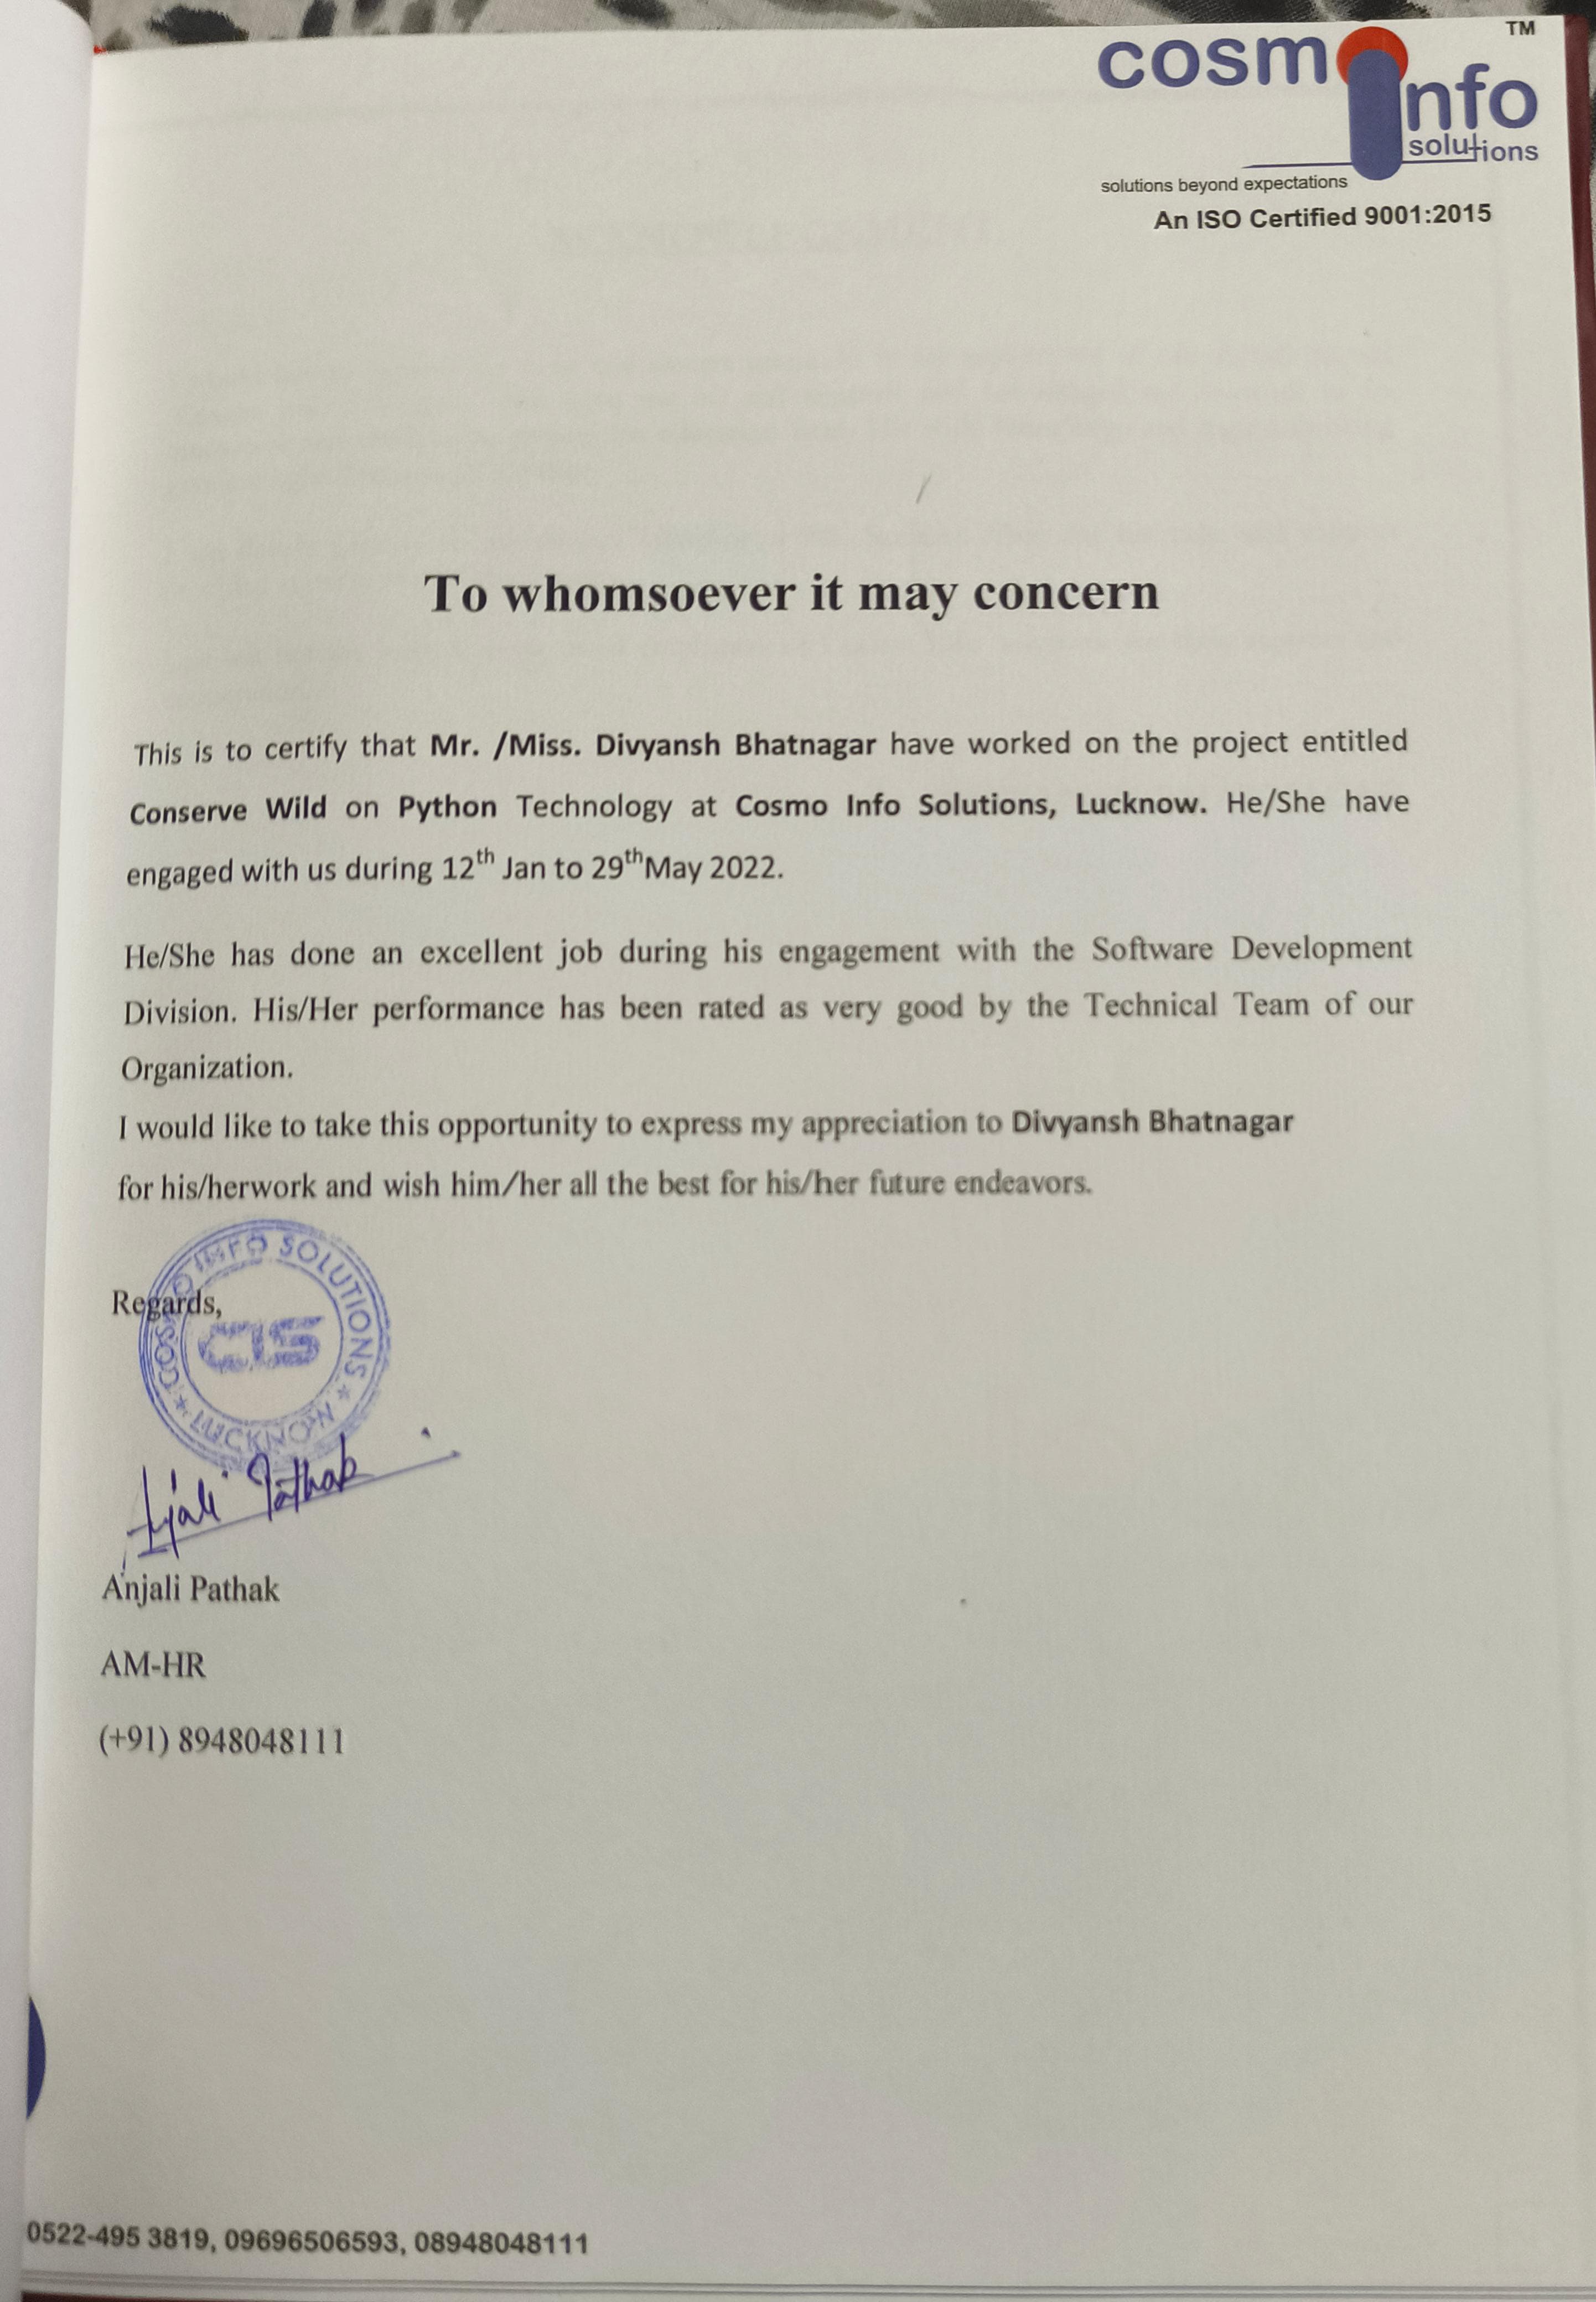 cosmo info solutions TM
solutions beyond expectations
An ISO Certified 9001:2015
To whomsoever it may concern
This is to certify that Mr. /Miss. Divyansh Bhatnagar have worked on the project entitled
Conserve Wild on Python Technology at Cosmo Info Solutions, Lucknow. He/She have
engaged with us during 12th Jan to 29thMay 2022.
He/She has done an excellent job during his engagement with the Software Development
Division. His/Her performance has been rated as very good by the Technical Team of our
Organization.
I would like to take this opportunity to express my appreciation to Divyansh Bhatnagar
for his/herwork and wish him/her all the best for his/her future endeavors.
Regards,
COSMO INFO SOLUTIONS
CIS
* LUCKNOW *
Anjali Pathak
Anjali Pathak
AM-HR
(+91) 8948048111
0522-495 3819, 09696506593, 08948048111